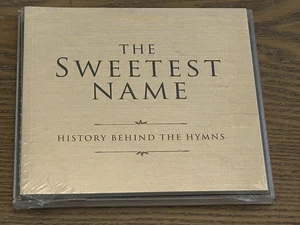 THE
SWEETEST
NAME
HISTORY BEHIND THE HYMNS